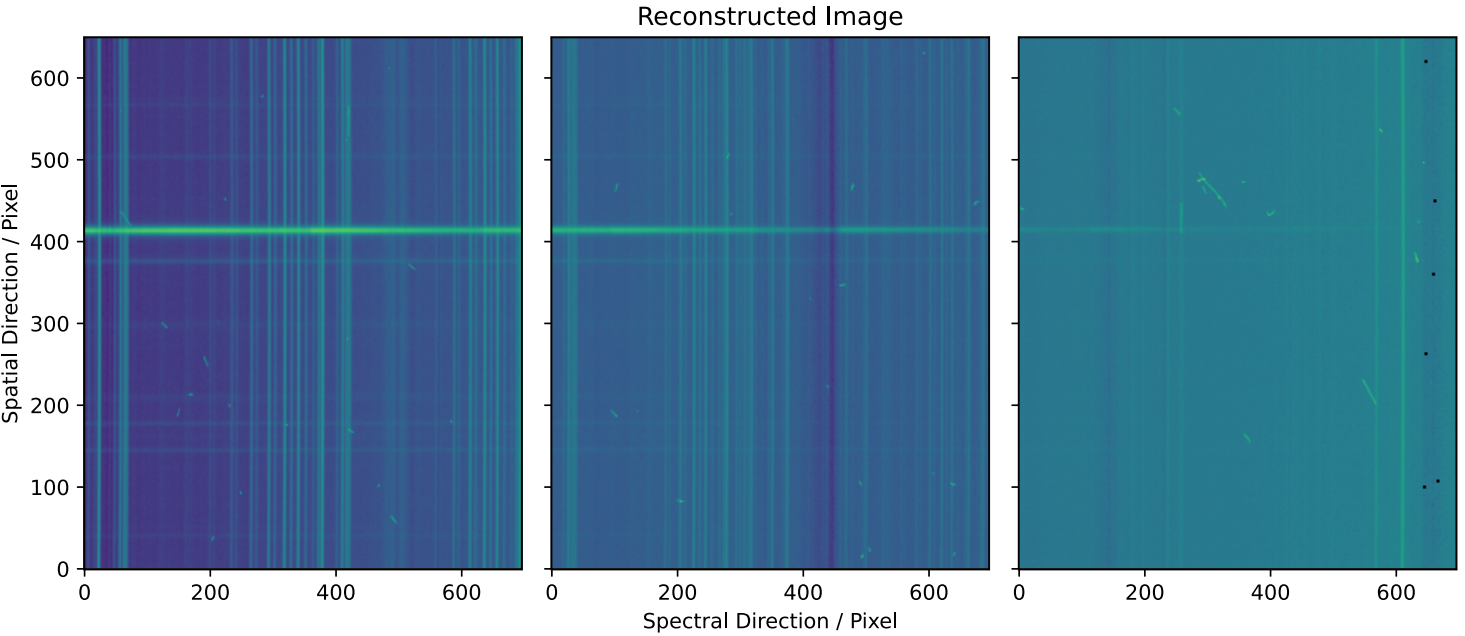 Reconstructed Image
Spatial Direction / Pixel
600
500
400
300
200
100
0
0 200 400 600
0 200 400 600
0 200 400 600
Spectral Direction / Pixel